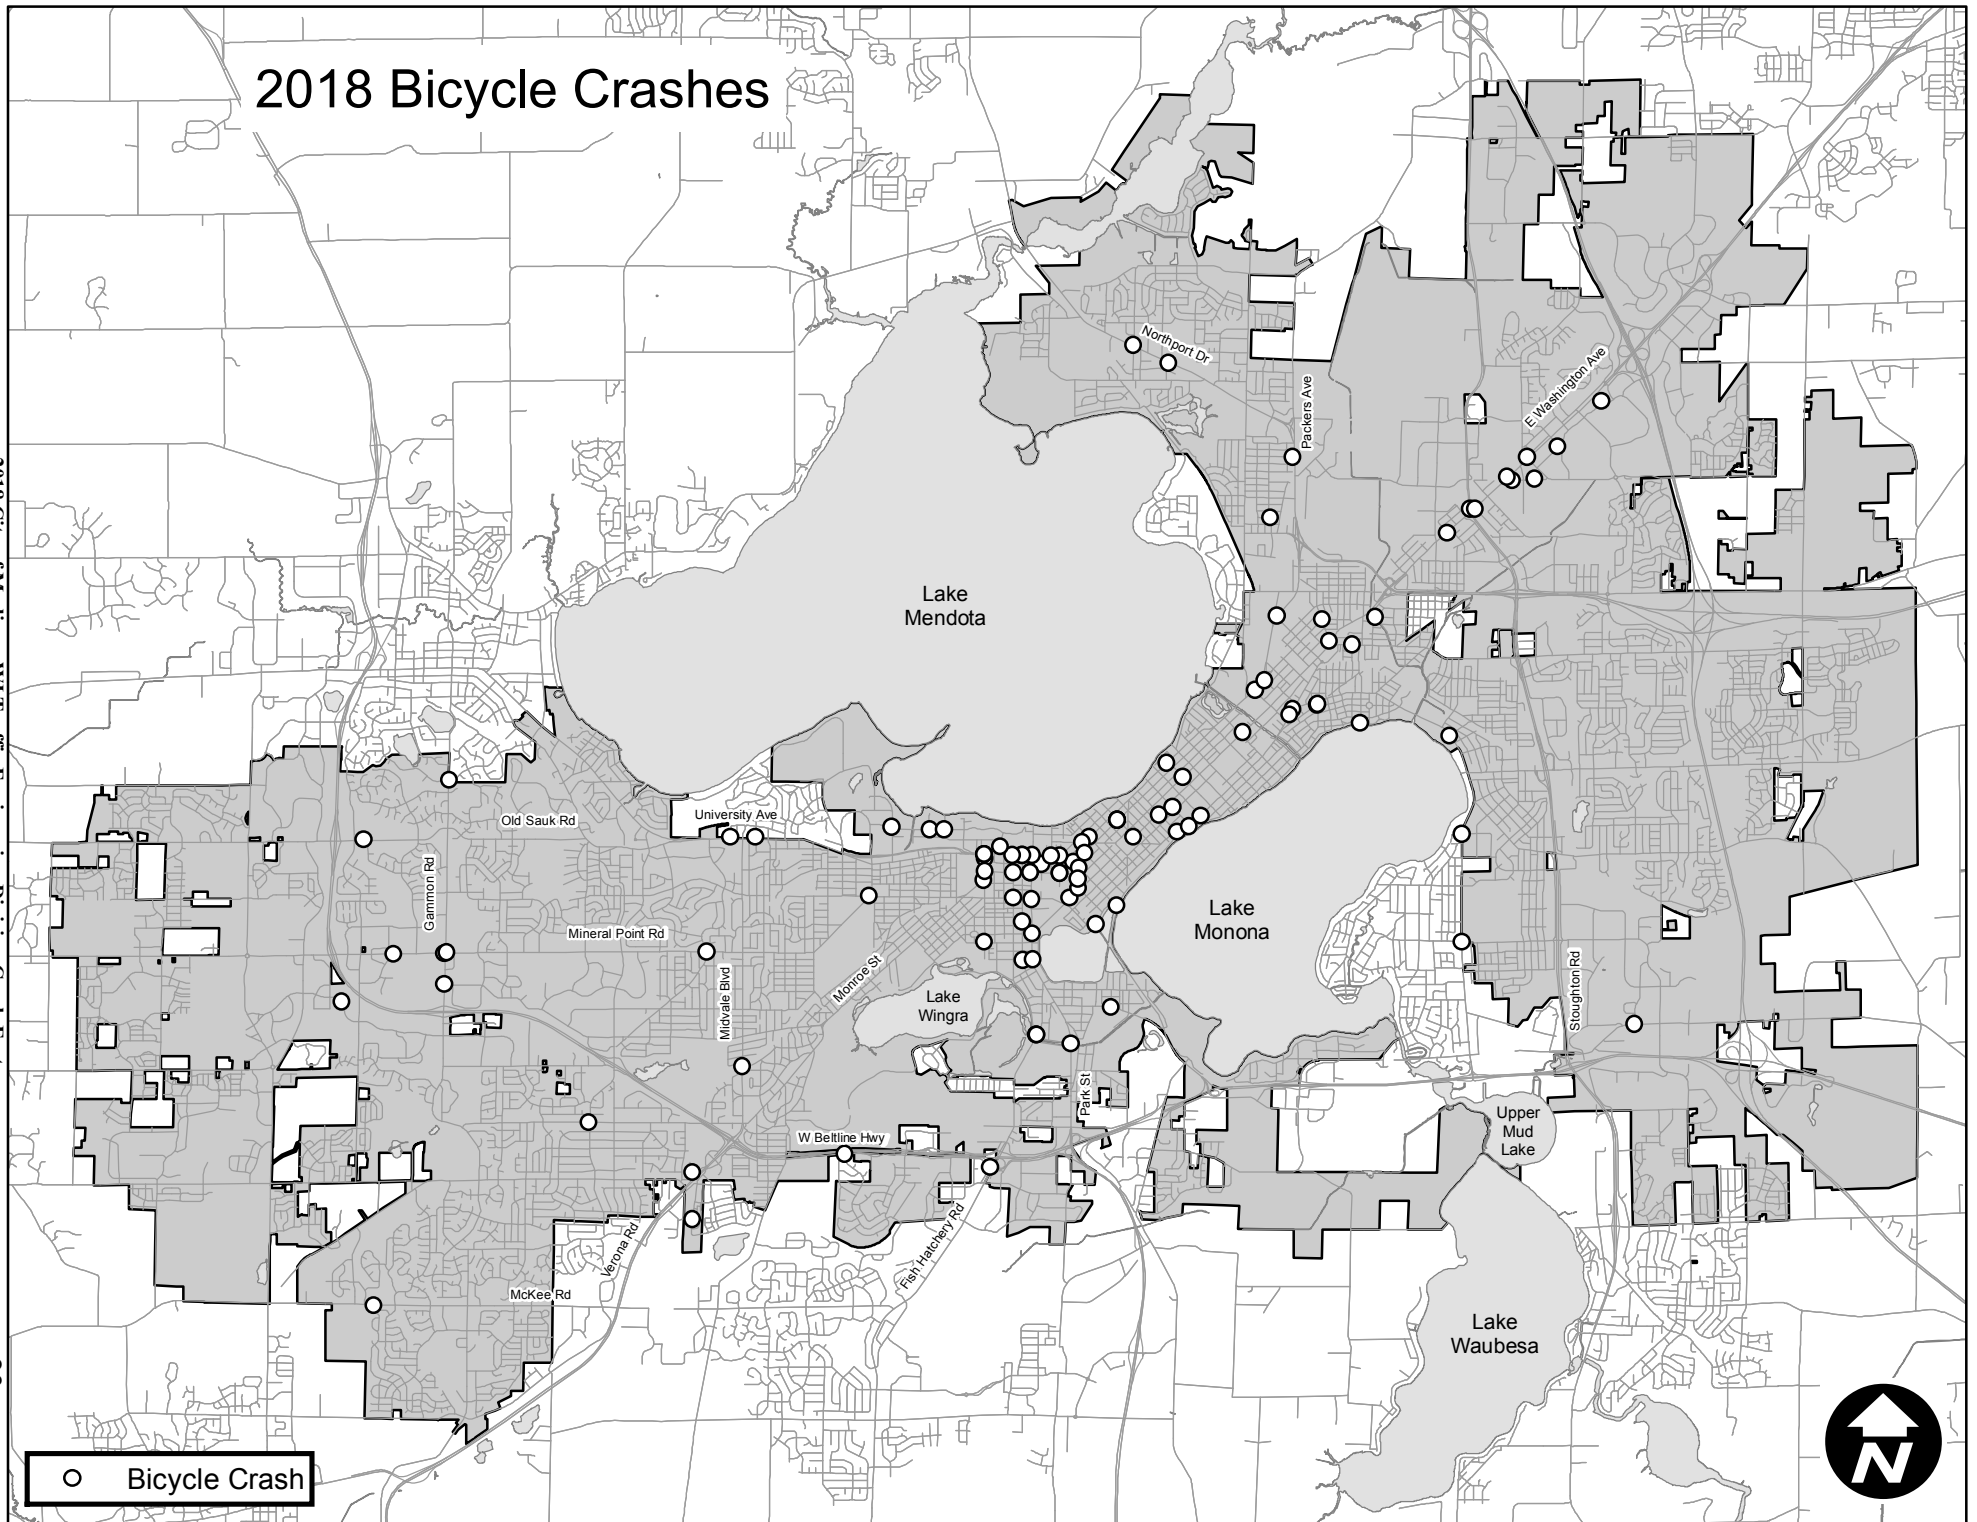 2018 Bicycle Crashes
Northport Dr
Packers Ave
E Washington Ave
Lake
Mendota
Old Sauk Rd
University Ave
Gammon Rd
Mineral Point Rd
Midvale Blvd
Monroe St
Lake
Wingra
Lake
Monona
Stoughton Rd
Park St
W Beltline Hwy
Upper
Mud
Lake
Verona Rd
Fish Hatchery Rd
McKee Rd
Lake
Waubesa
Bicycle Crash
N